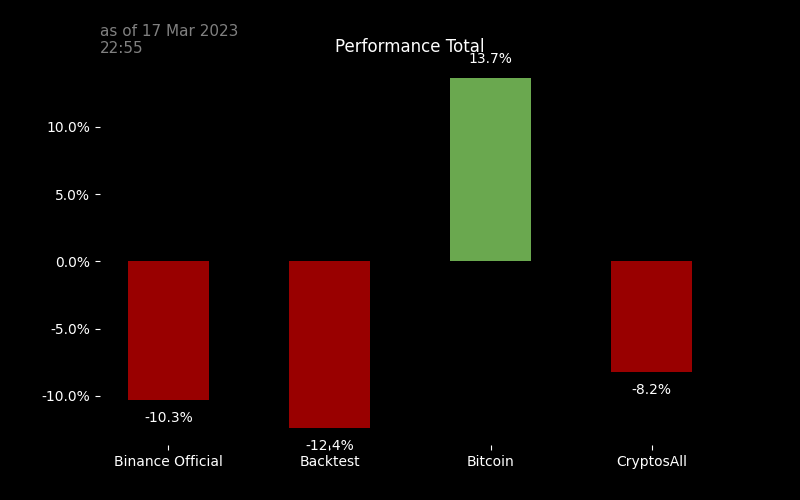 as of 17 Mar 2023
22:55
Performance Total
13.7%
10.0%
5.0%
0.0%
-5.0%
-10.0%
-10.3%
-12.4%
-8.2%
Binance Official
Backtest
Bitcoin
CryptosAll